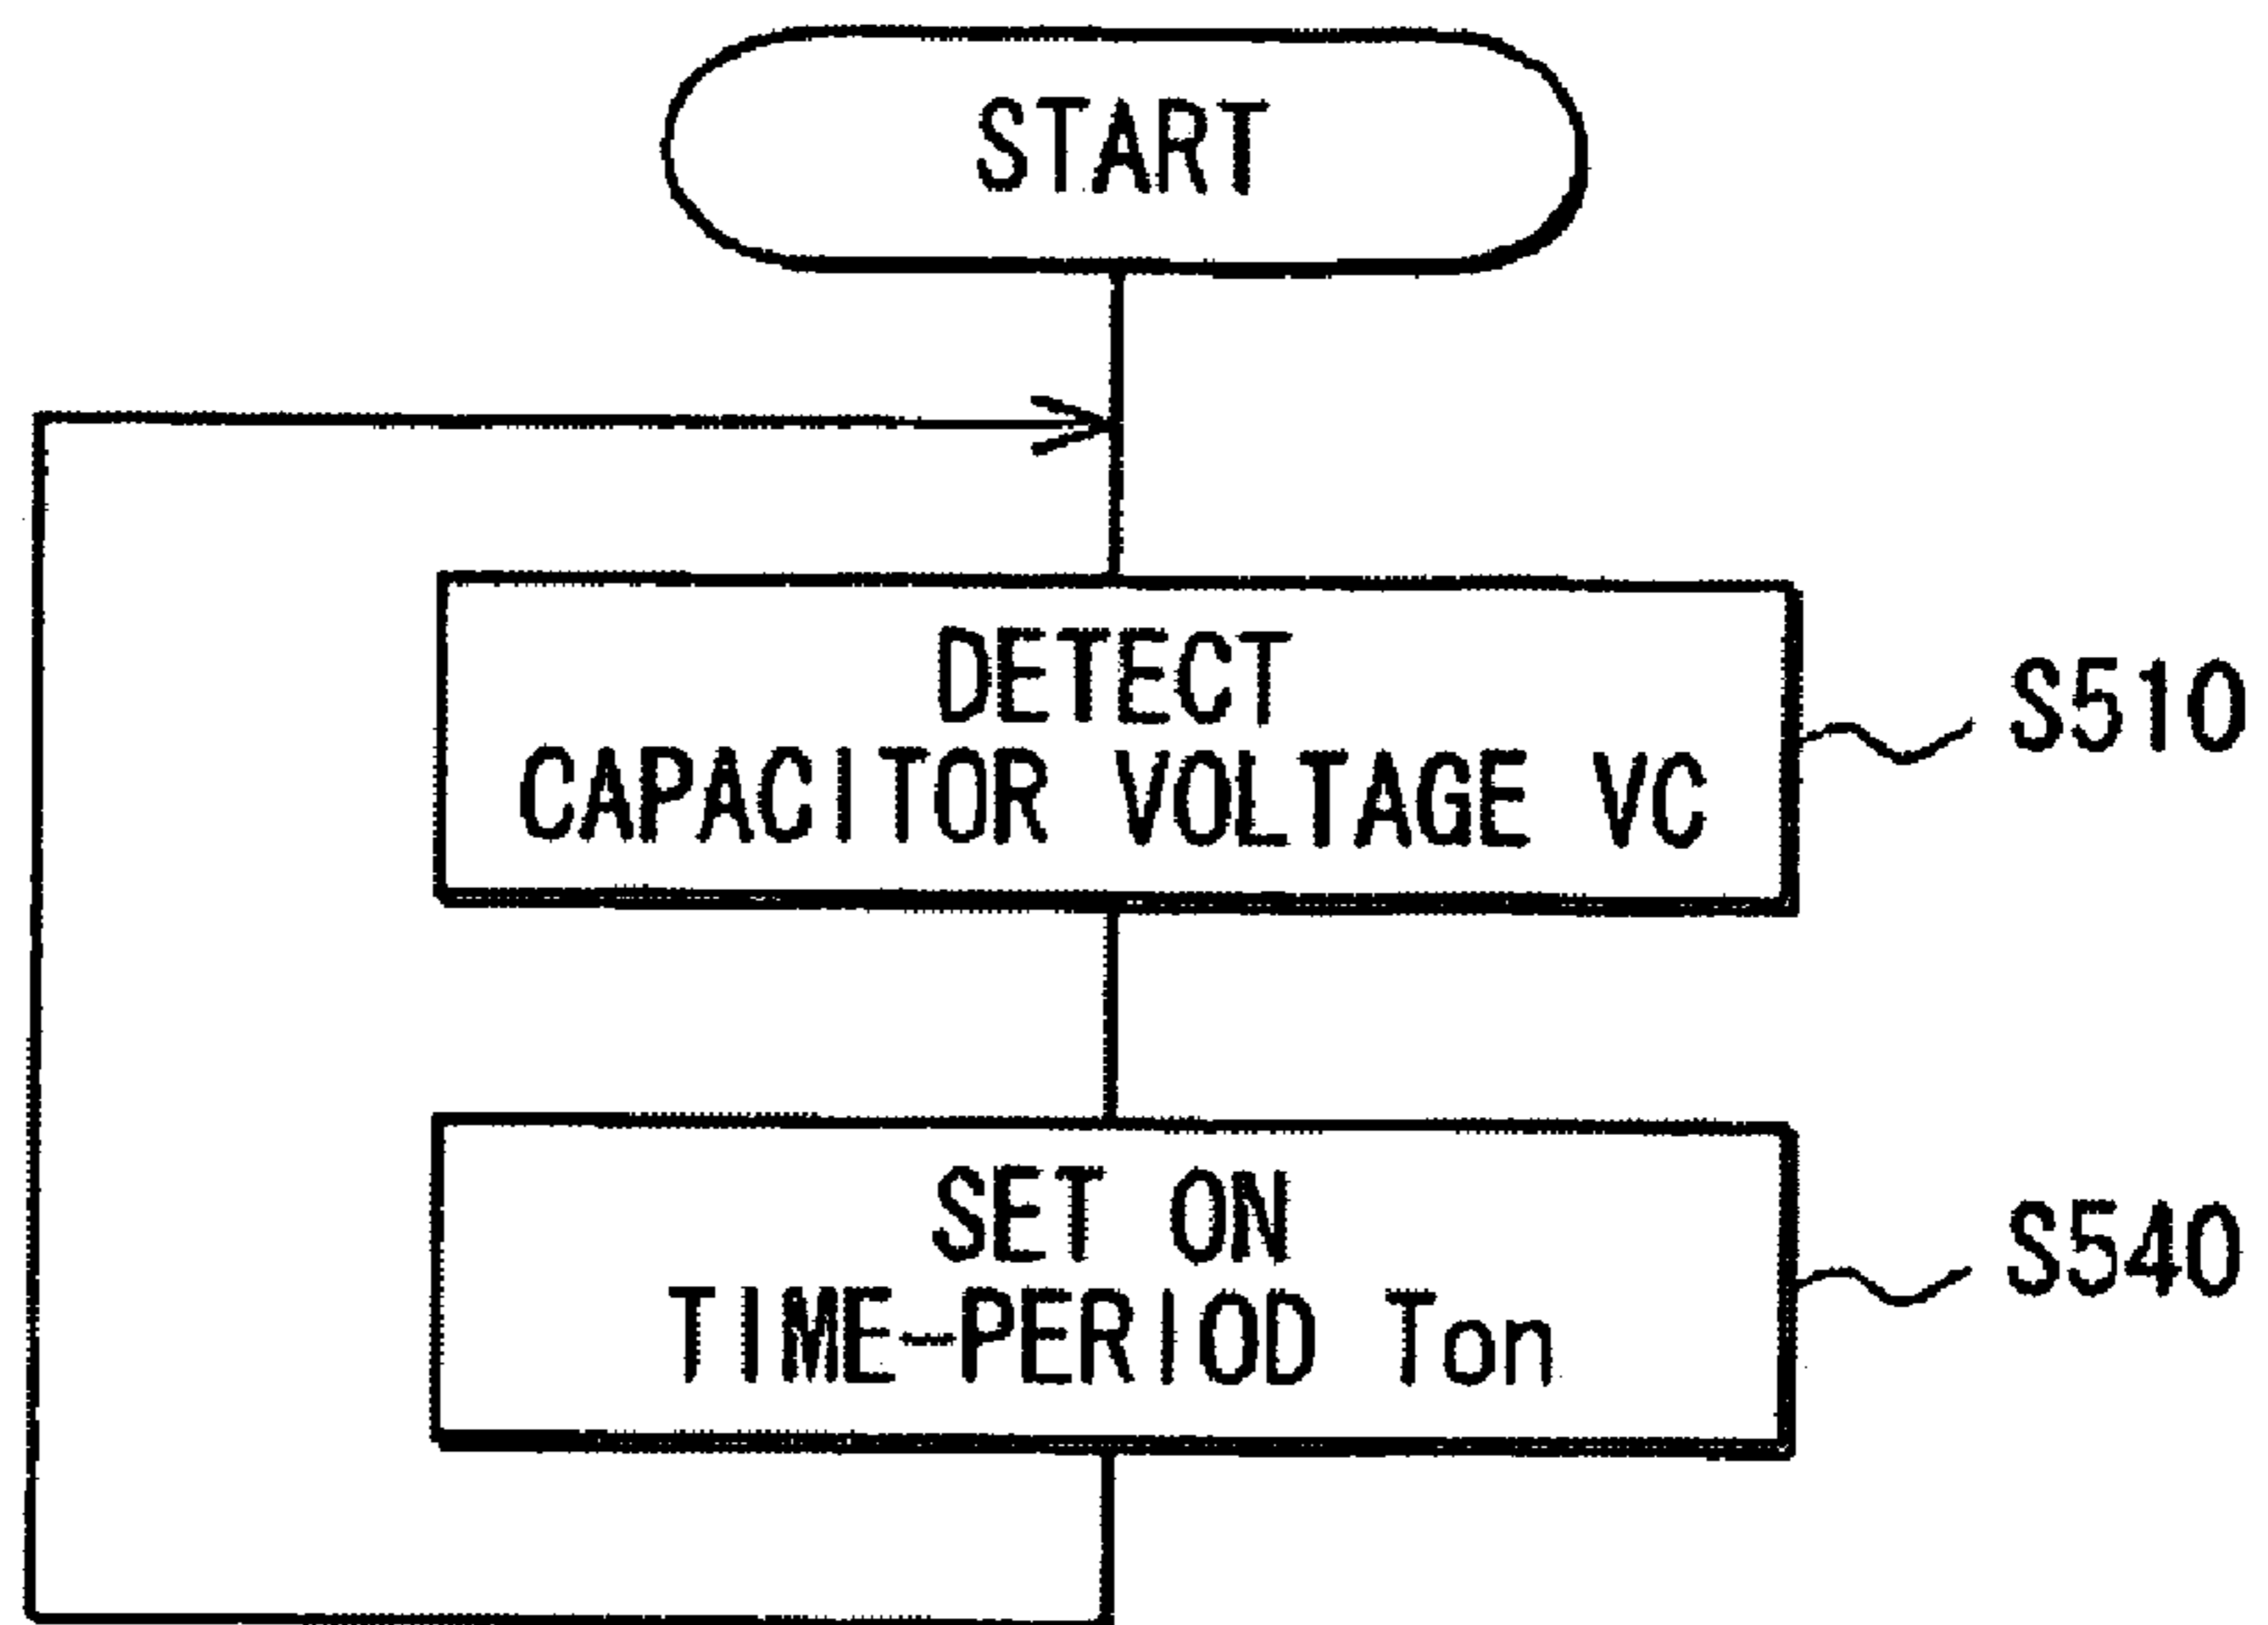 START
DETECT
CAPACITOR VOLTAGE VC
S510
SET ON
TIME-PERIOD Ton
S540